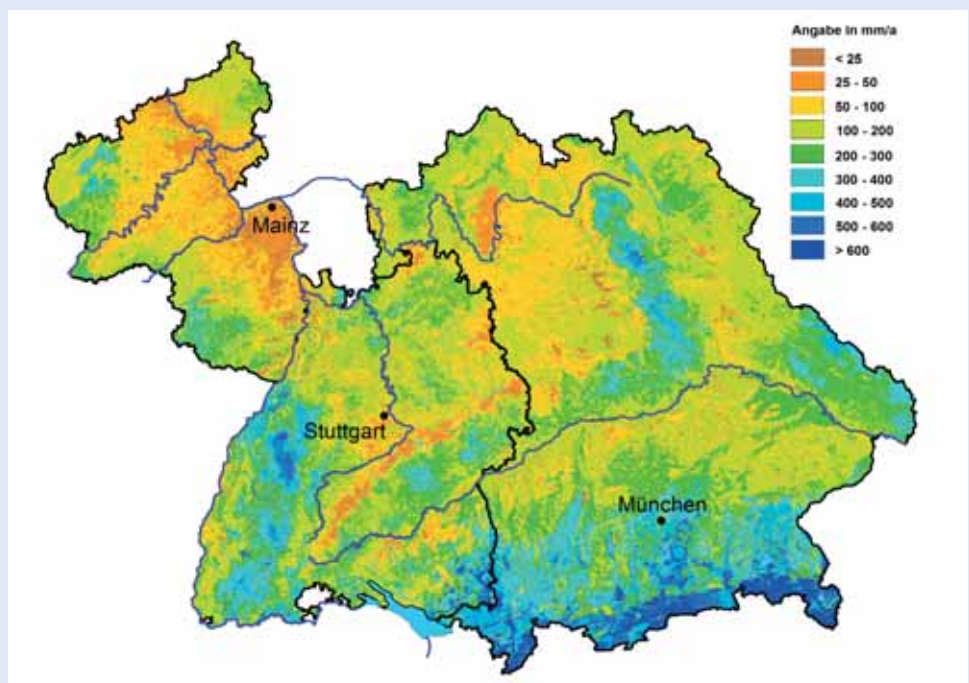 Angabe in mm/a
< 25
25 - 50
50 - 100
100 - 200
200 - 300
300 - 400
400 - 500
500 - 600
> 600
Mainz
Stuttgart
München